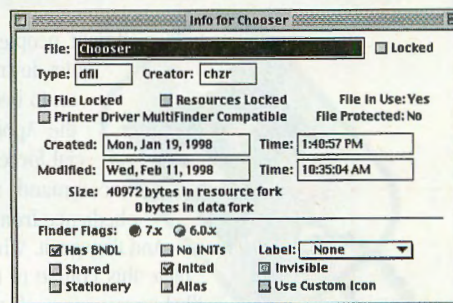 Info for Chooser
File: Chooser Locked
Type: dfil Creator: chzr
File Locked Resources Locked File In Use: Yes
Printer Driver MultiFinder Compatible File Protected: No
Created: Mon, Jan 19, 1998 Time: 1:40:57 PM
Modified: Wed, Feb 11, 1998 Time: 10:35:04 AM
Size: 40972 bytes in resource fork
0 bytes in data fork
Finder Flags: 7.x 6.0.x
Has BNDL No INITs Label: None
Shared Inited Invisible
Stationery Alias Use Custom Icon